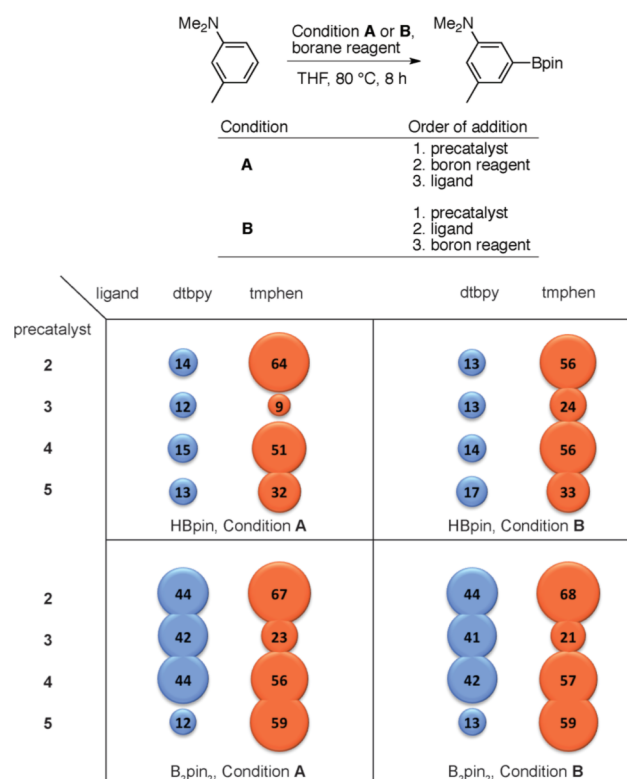 Me₂N
Condition A or B,
borane reagent
THF, 80 °C, 8 h
Me₂N
Bpin
Condition Order of addition
A
1. precatalyst
2. boron reagent
3. ligand
B
1. precatalyst
2. ligand
3. boron reagent
ligand dtbpy tmphen dtbpy tmphen
precatalyst
2 14 64 13 56
3 12 9 13 24
4 15 51 14 56
5 13 32 17 33
HBpin, Condition A HBpin, Condition B
2 44 67 44 68
3 42 23 41 21
4 44 56 42 57
5 12 59 13 59
B₂pin₂, Condition A B₂pin₂, Condition B